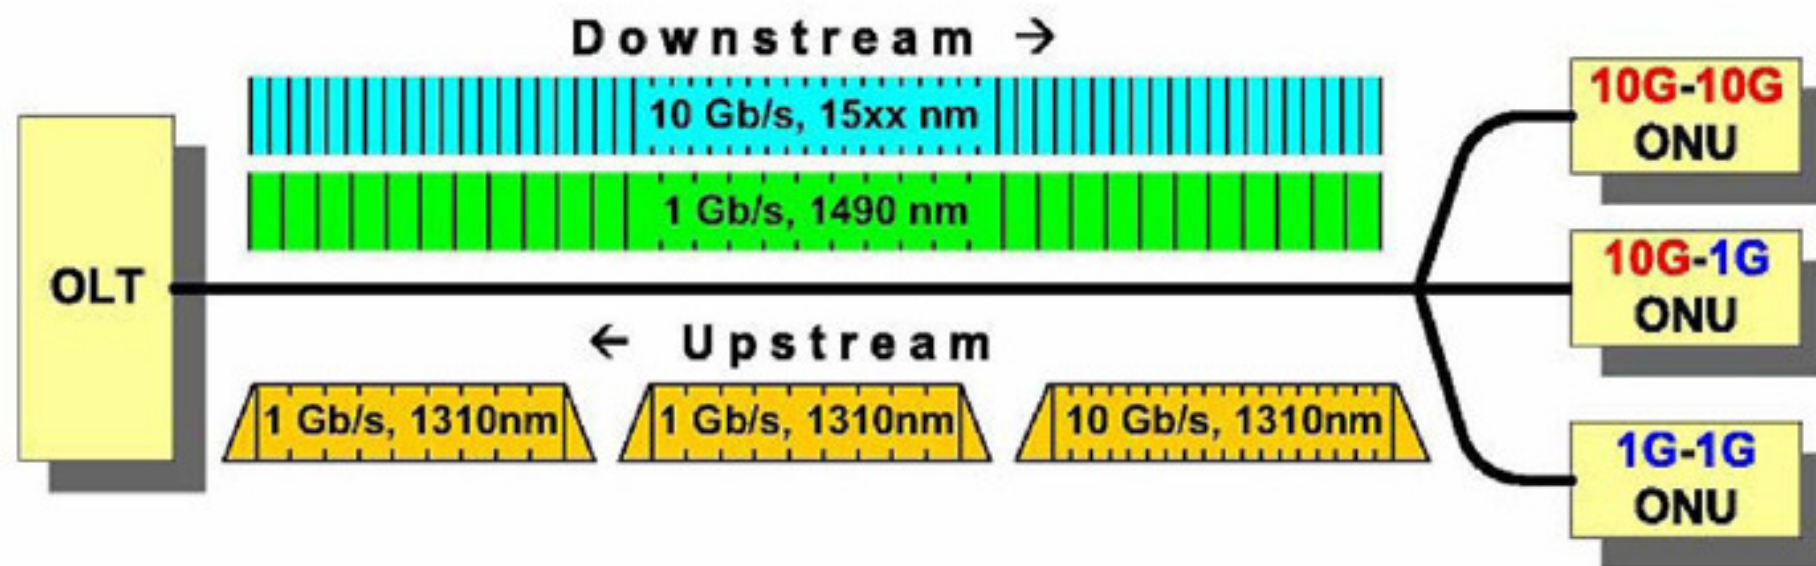 Downstream →
10 Gb/s, 15xx nm
1 Gb/s, 1490 nm
OLT
← Upstream
1 Gb/s, 1310nm
1 Gb/s, 1310nm
10 Gb/s, 1310nm
10G-10G
ONU
10G-1G
ONU
1G-1G
ONU